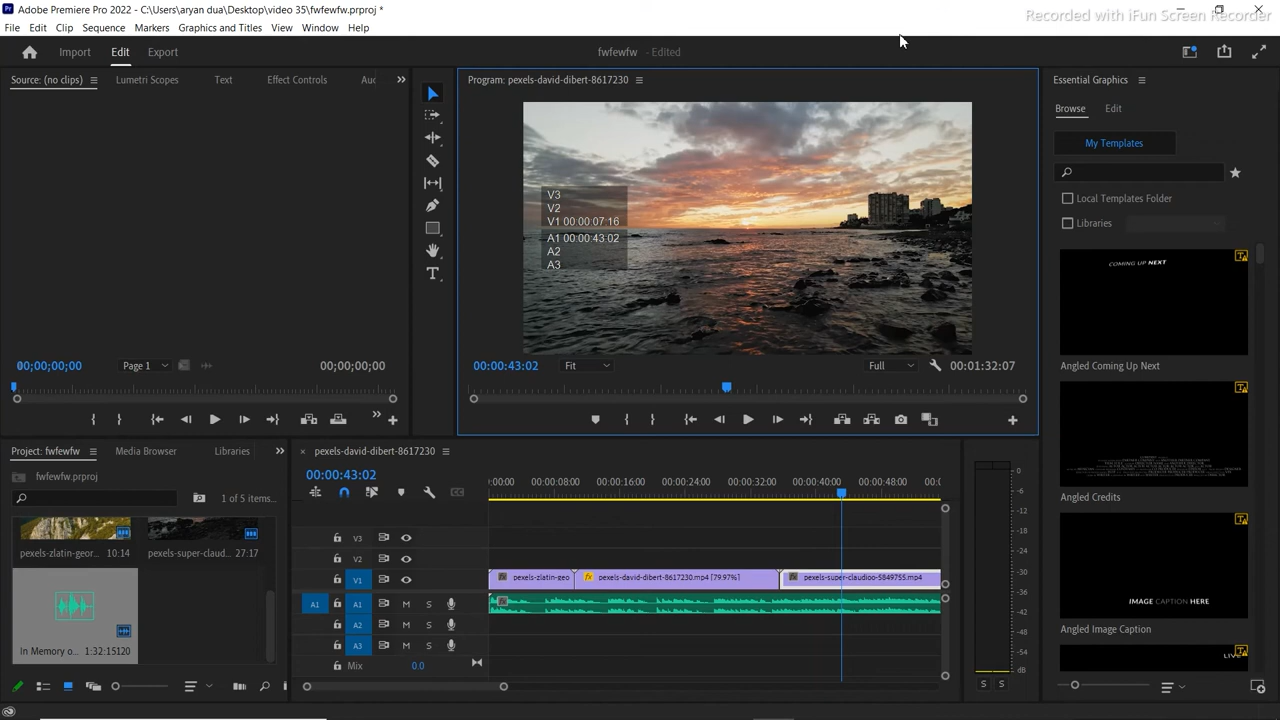 Adobe Premiere Pro 2022 - C:\Users\aryan dua\Desktop\video 35\fwfewfw.prproj *
Recorded with iFun Screen Recorder
File Edit Clip Sequence Markers Graphics and Titles View Window Help
Import Edit Export
fwfewfw - Edited
Source: (no clips) Lumetri Scopes Text Effect Controls Auc
Program: pexels-david-dibert-8617230
Essential Graphics
Browse Edit
My Templates
Local Templates Folder
Libraries
V3
V2
V1 00:00:07:16
A1 00:00:43:02
A2
A3
COMING UP NEXT
Angled Coming Up Next
00;00;00;00 Page 1 00;00;00;00
00:00:43:02 Fit Full 00:01:32:07
Angled Credits
Project: fwfewfw Media Browser Libraries
pexels-david-dibert-8617230
fwfewfw.prproj
00:00:43:02
1 of 5 items...
:00:00 00:00:08:00 00:00:16:00 00:00:24:00 00:00:32:00 00:00:40:00 00:00:48:00 00:0
0
-6
-12
-18
-24
-30
-36
-42
-48
-54
dB
S S
V3
V2
V1
pexels-zlatin-geo pexels-david-dibert-8617230.mp4 [79.97%] pexels-super-claudioo-5849755.mp4
A1 A1 M S
A2 M S
A3 M S
Mix 0.0
pexels-zlatin-geor... 10:14 pexels-super-claud... 27:17
In Memory o... 1:32:15120
IMAGE CAPTION HERE
Angled Image Caption
LIVE